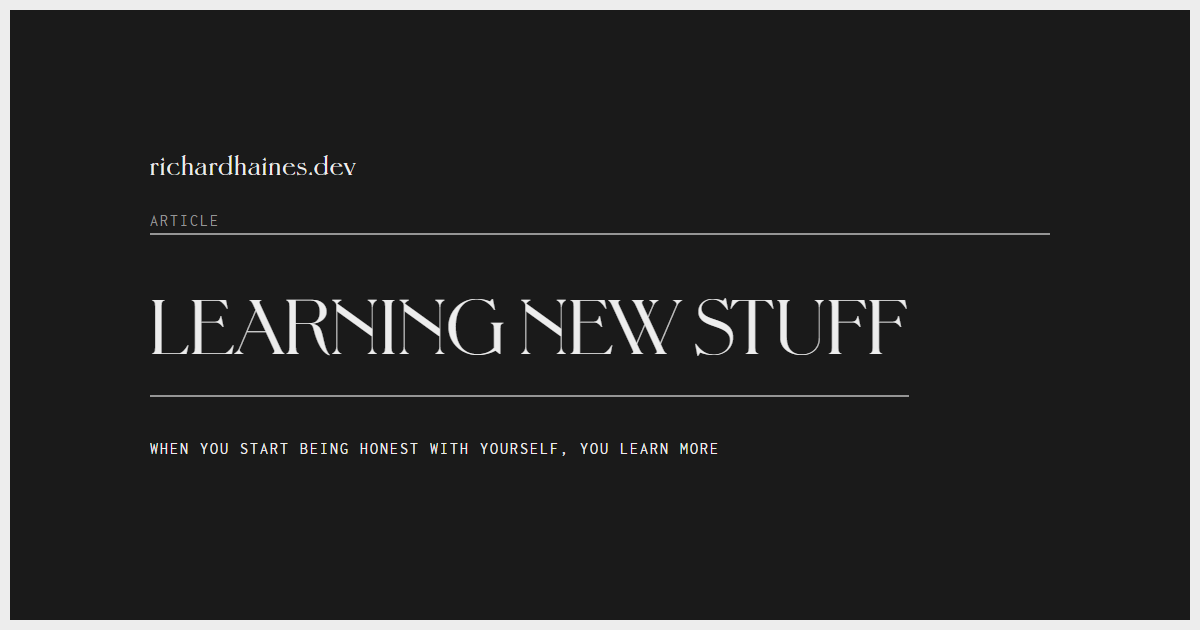 richardhaines.dev
ARTICLE
LEARNING NEW STUFF
WHEN YOU START BEING HONEST WITH YOURSELF, YOU LEARN MORE